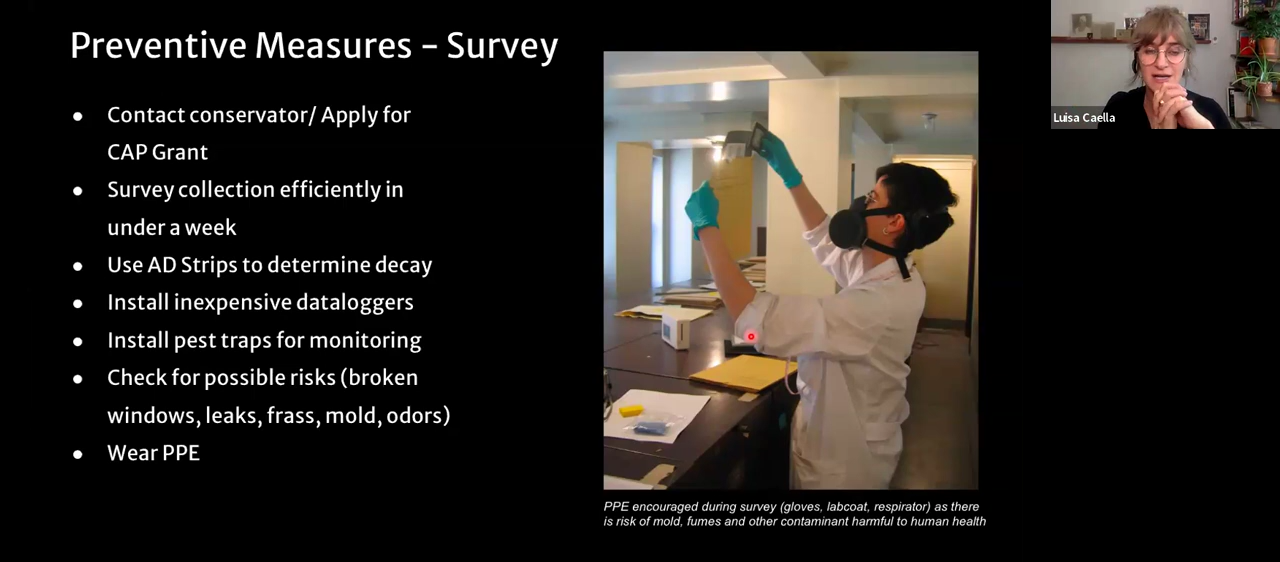 Preventive Measures - Survey
● Contact conservator/ Apply for
CAP Grant
● Survey collection efficiently in
under a week
● Use AD Strips to determine decay
● Install inexpensive dataloggers
● Install pest traps for monitoring
● Check for possible risks (broken
windows, leaks, frass, mold, odors)
● Wear PPE
PPE encouraged during survey (gloves, labcoat, respirator) as there
is risk of mold, fumes and other contaminant harmful to human health
Luisa Caella